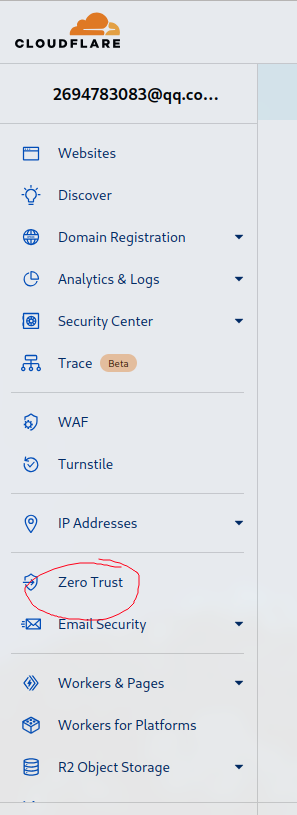 CLOUDFLARE
2694783083@qq.co...
Websites
Discover
Domain Registration
Analytics & Logs
Security Center
Trace Beta
WAF
Turnstile
IP Addresses
Zero Trust
Email Security
Workers & Pages
Workers for Platforms
R2 Object Storage